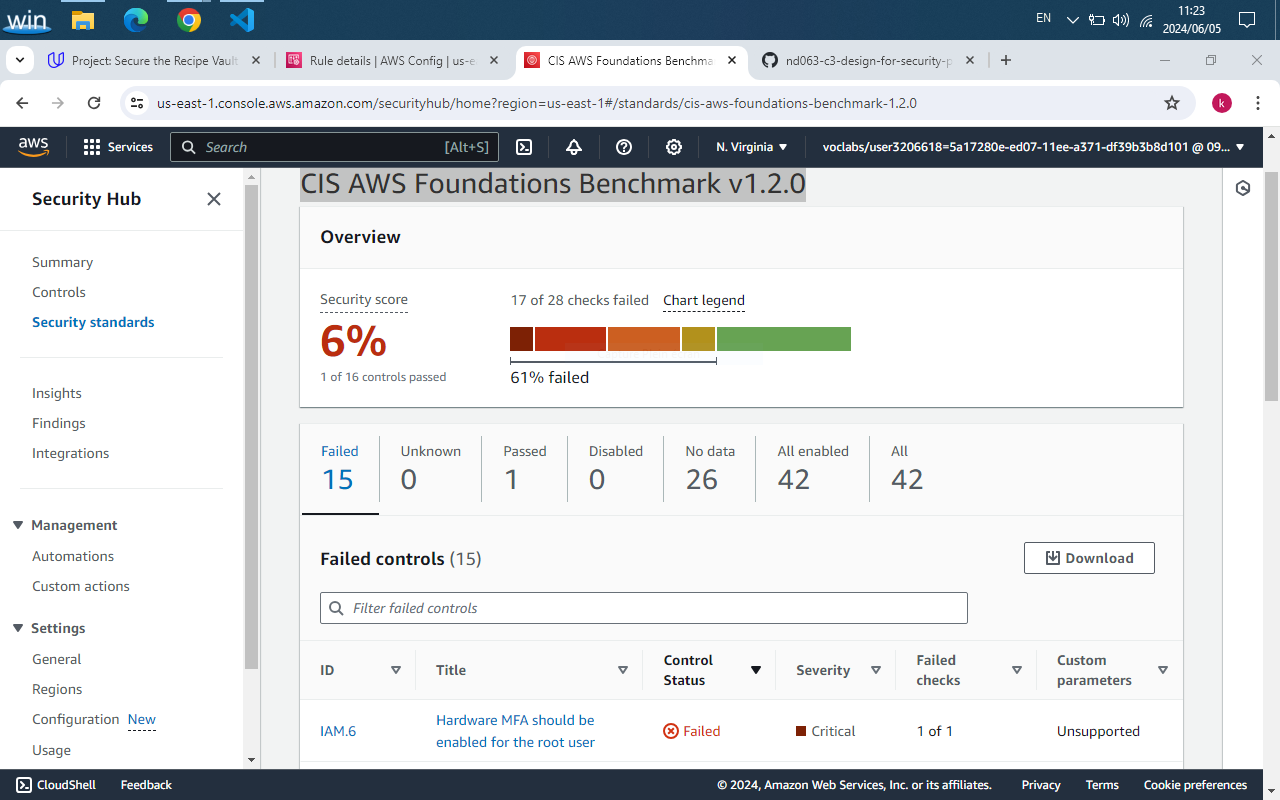 win
EN
11:23
2024/06/05
Project: Secure the Recipe Vault
Rule details | AWS Config | us-e
CIS AWS Foundations Benchma
nd063-c3-design-for-security-p
us-east-1.console.aws.amazon.com/securityhub/home?region=us-east-1#/standards/cis-aws-foundations-benchmark-1.2.0
k
aws
Services
Search
[Alt+S]
N. Virginia
voclabs/user3206618=5a17280e-ed07-11ee-a371-df39b3b8d101 @ 09...
Security Hub
Summary
Controls
Security standards
Insights
Findings
Integrations
Management
Automations
Custom actions
Settings
General
Regions
Configuration New
Usage
CIS AWS Foundations Benchmark v1.2.0
Overview
Security score
6%
1 of 16 controls passed
17 of 28 checks failed
Chart legend
61% failed
Failed
15
Unknown
0
Passed
1
Disabled
0
No data
26
All enabled
42
All
42
Failed controls (15)
Download
Filter failed controls
ID
Title
Control
Status
Severity
Failed
checks
Custom
parameters
IAM.6
Hardware MFA should be
enabled for the root user
Failed
Critical
1 of 1
Unsupported
CloudShell
Feedback
© 2024, Amazon Web Services, Inc. or its affiliates.
Privacy
Terms
Cookie preferences